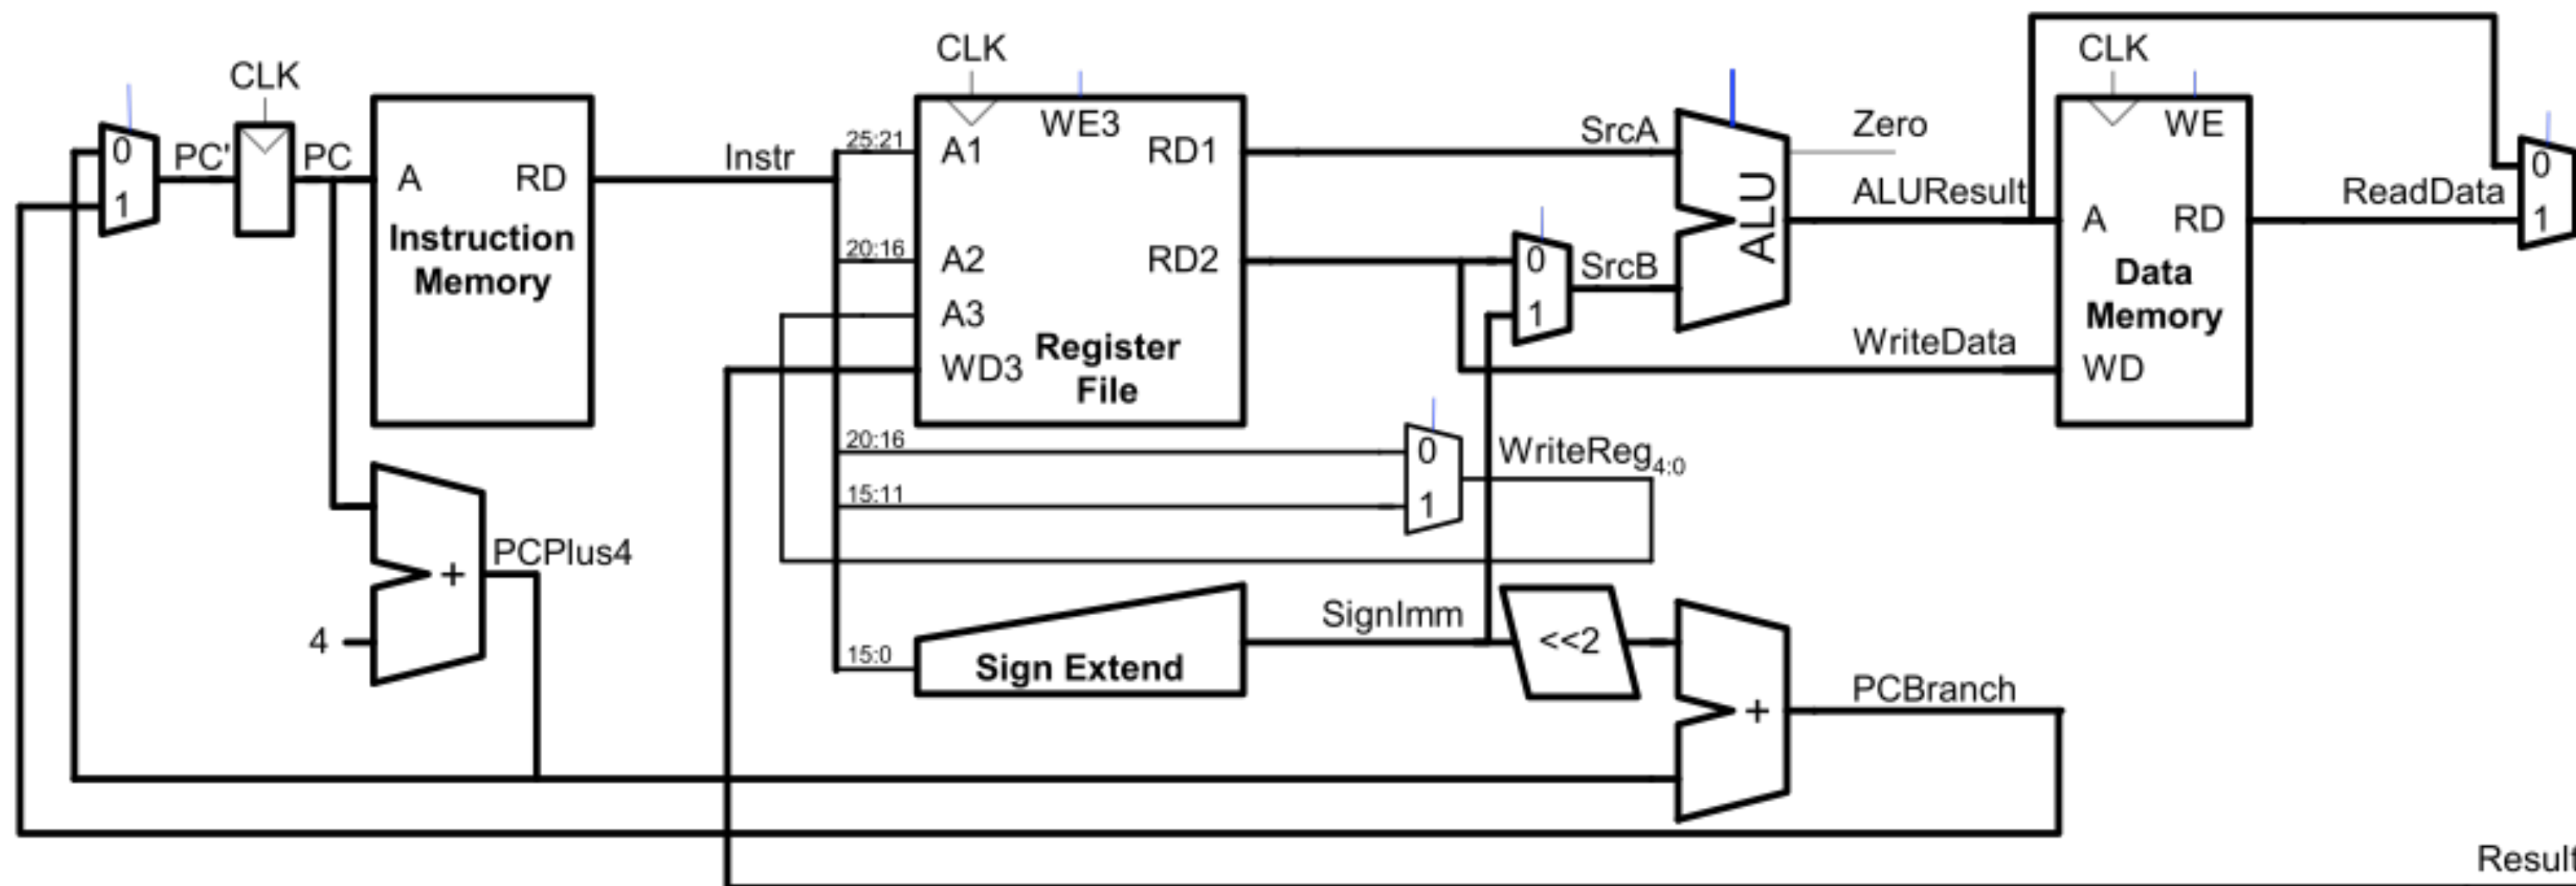 CLK
0
1
PC'
PC
A
RD
Instruction
Memory
Instr
4
+
PCPlus4
CLK
WE3
25:21
A1
RD1
20:16
A2
RD2
A3
WD3
Register
File
20:16
15:11
0
1
WriteReg4:0
15:0
Sign Extend
SignImm
<<2
+
PCBranch
SrcA
0
1
SrcB
ALU
Zero
ALUResult
WriteData
CLK
WE
A
RD
Data
Memory
WD
ReadData
0
1
Result